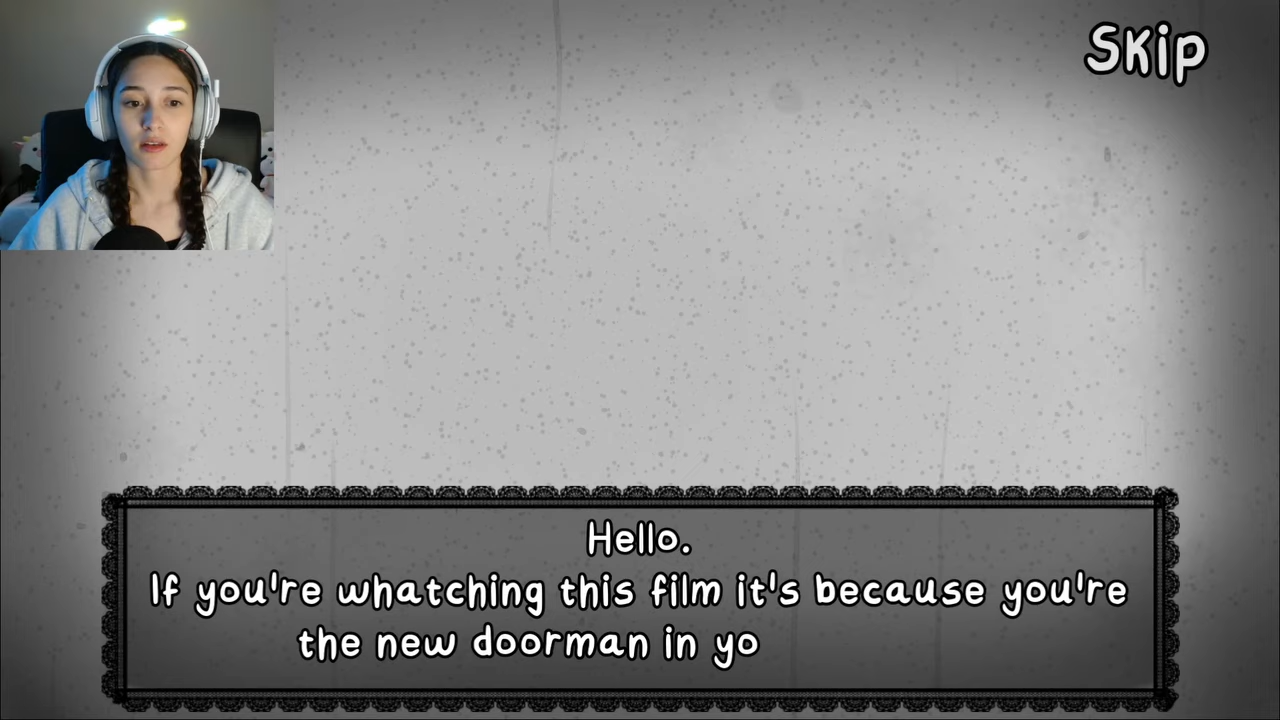 Skip
Hello.
If you're whatching this film it's because you're
the new doorman in yo